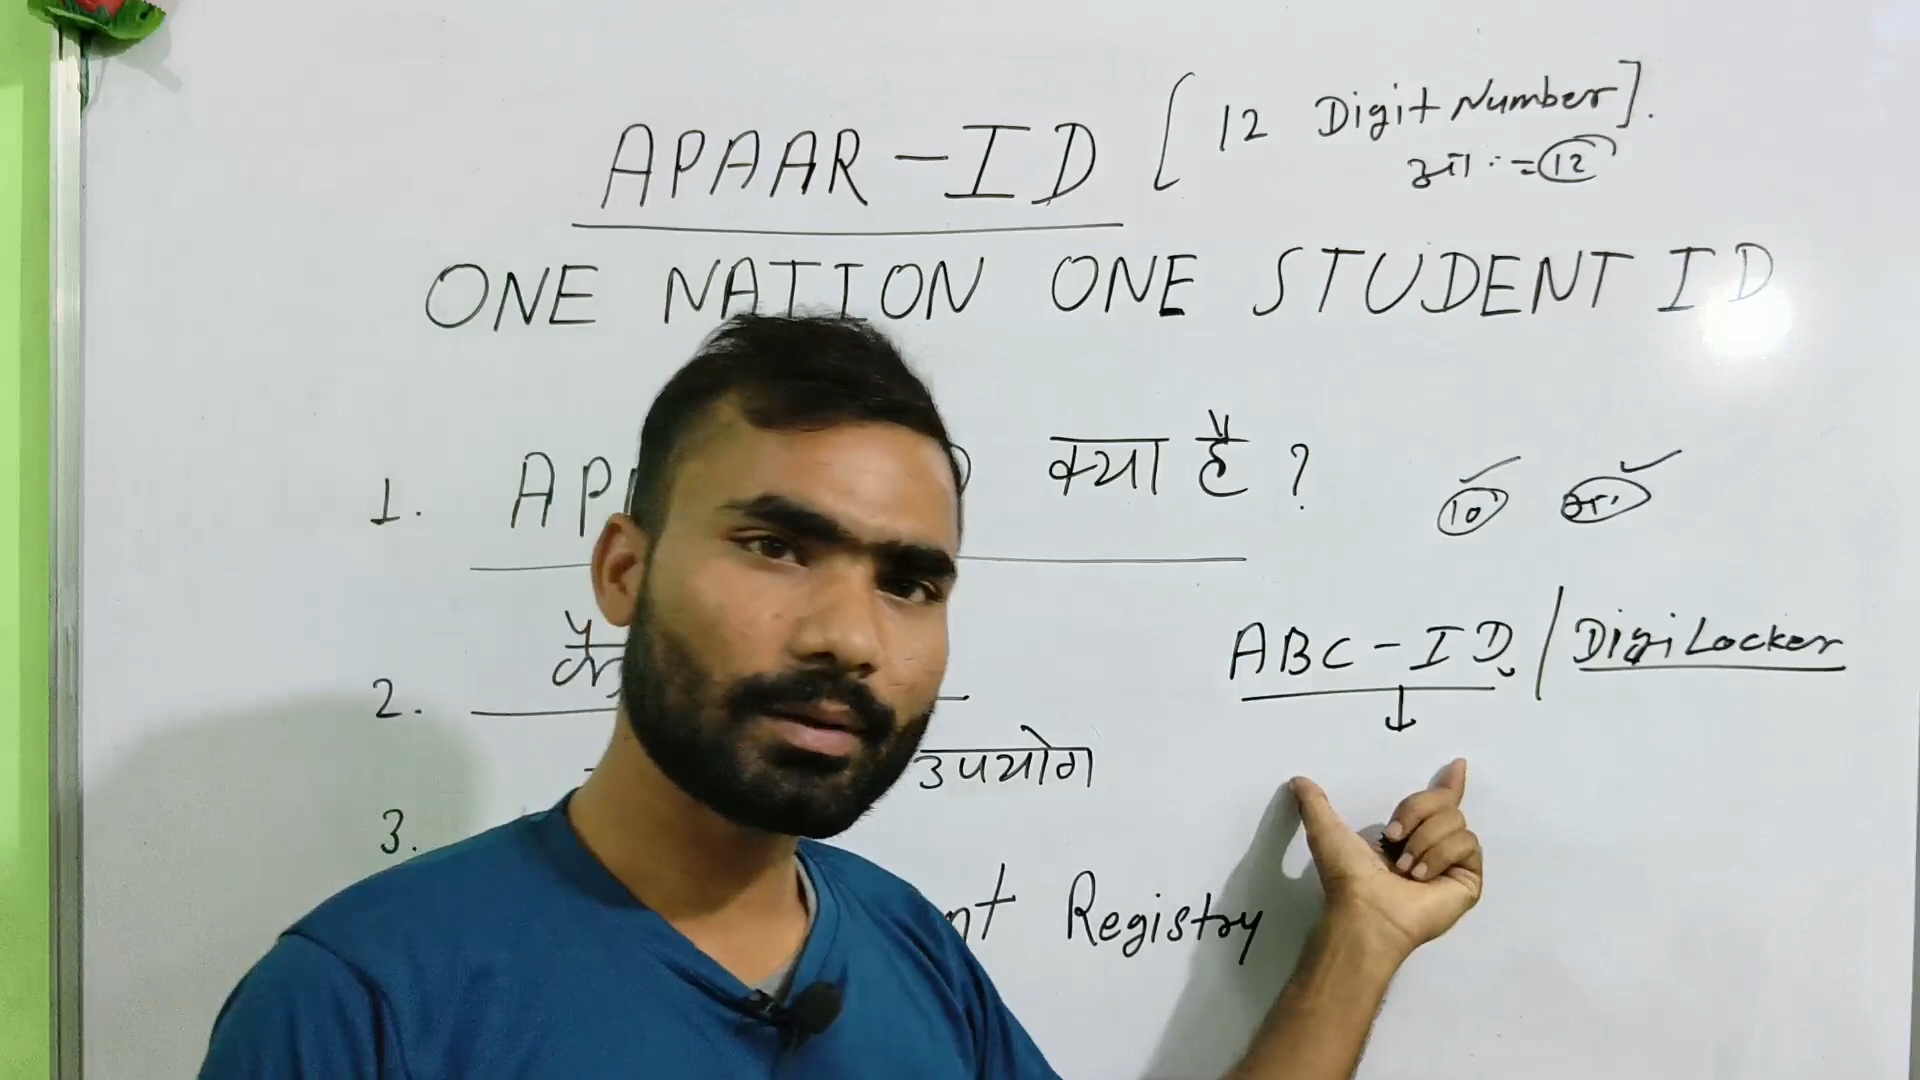 APAAR-ID [12 Digit Number].
आ. = 12
ONE NATION ONE STUDENT ID
1. AP क्या है ?
10 आ.
2.
ABC-ID / DigiLocker
उपयोग
3.
nt Registry